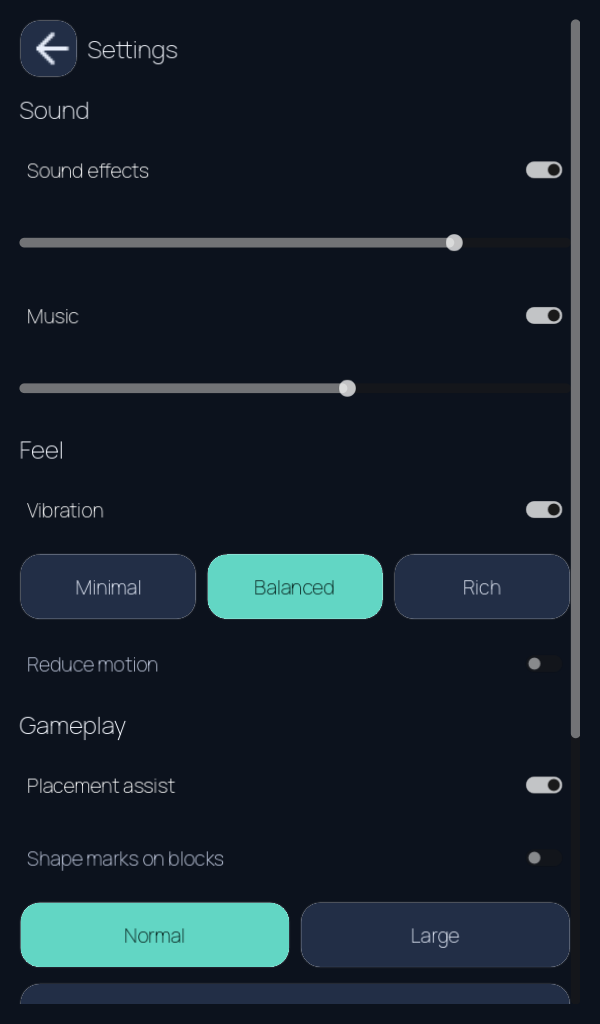 Settings
Sound
Sound effects
Music
Feel
Vibration
Minimal
Balanced
Rich
Reduce motion
Gameplay
Placement assist
Shape marks on blocks
Normal
Large